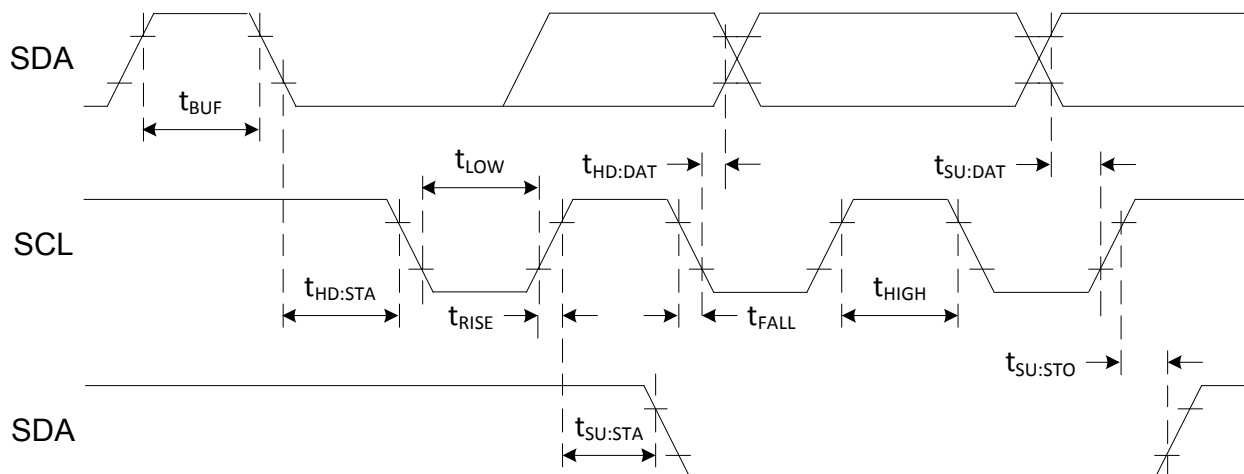 SDA
tBUF
tLOW
tHD:DAT
tSU:DAT
SCL
tHD:STA
tRISE
tFALL
tHIGH
tSU:STO
SDA
tSU:STA